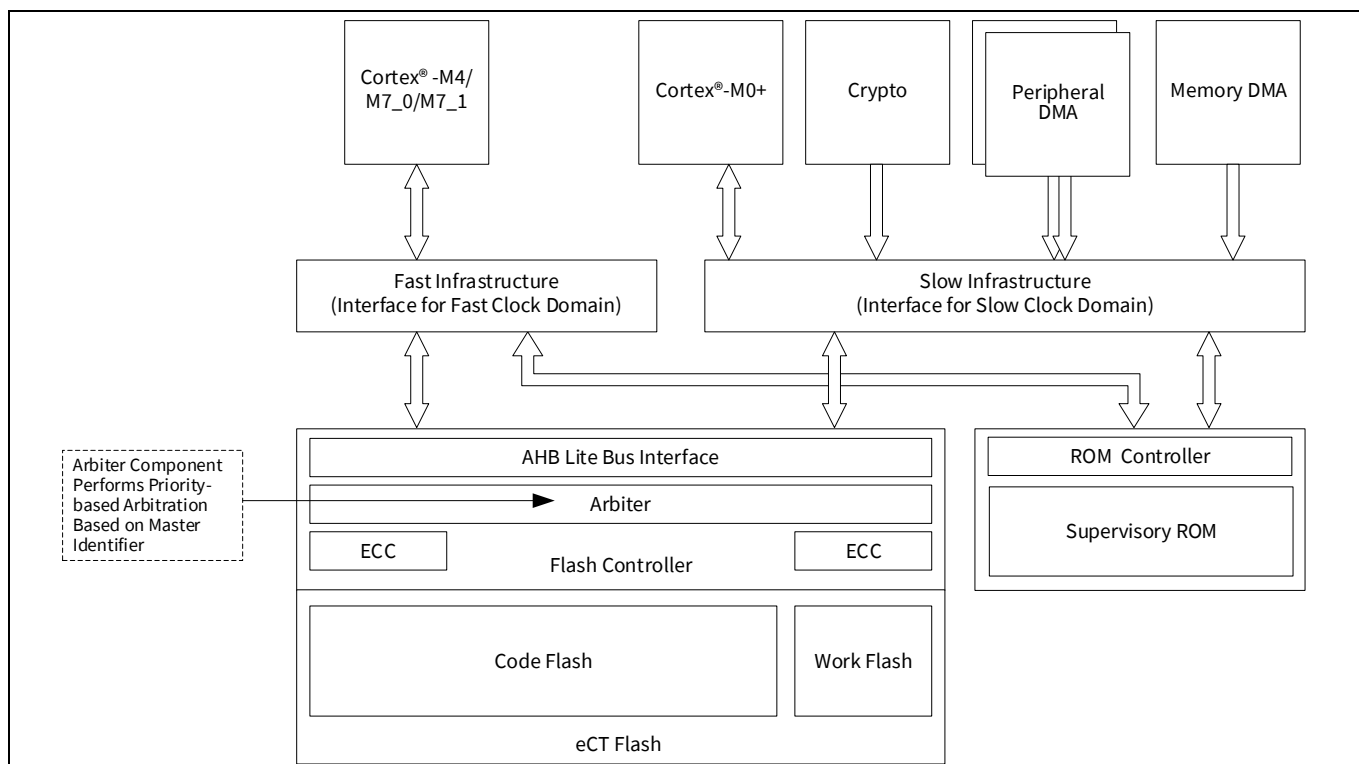 Cortex® -M4/
M7_0/M7_1
Cortex®-M0+
Crypto
Peripheral
DMA
Memory DMA
Fast Infrastructure
(Interface for Fast Clock Domain)
Slow Infrastructure
(Interface for Slow Clock Domain)
Arbiter Component
Performs Priority-
based Arbitration
Based on Master
Identifier
AHB Lite Bus Interface
Arbiter
ECC
ECC
Flash Controller
Code Flash
Work Flash
eCT Flash
ROM Controller
Supervisory ROM